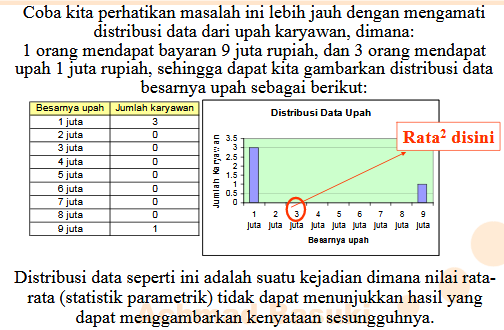 Coba kita perhatikan masalah ini lebih jauh dengan mengamati
distribusi data dari upah karyawan, dimana:
1 orang mendapat bayaran 9 juta rupiah, dan 3 orang mendapat
upah 1 juta rupiah, sehingga dapat kita gambarkan distribusi data
besarnya upah sebagai berikut:
Besarnya upah Jumlah karyawan
1 juta 3
2 juta 0
3 juta 0
4 juta 0
5 juta 0
6 juta 0
7 juta 0
8 juta 0
9 juta 1
Distribusi Data Upah
Rata² disini
Jumlah Karyawan
3.5
3
2.5
2
1.5
1
0.5
0
1 2 3 4 5 6 7 8 9
juta juta juta juta juta juta juta juta juta
Besarnya upah
Distribusi data seperti ini adalah suatu kejadian dimana nilai rata-
rata (statistik parametrik) tidak dapat menunjukkan hasil yang
dapat menggambarkan kenyataan sesungguhnya.